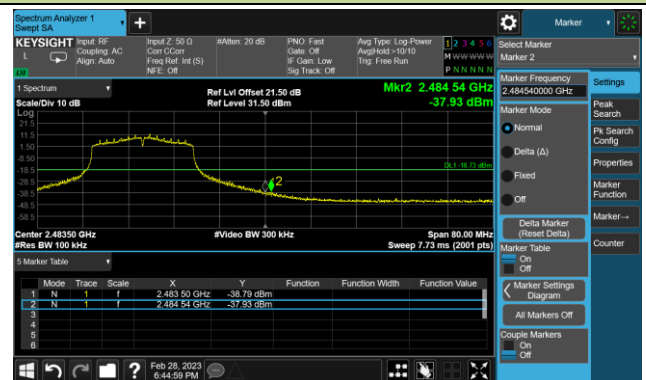 Spectrum Analyzer 1
Swept SA
Marker
KEYSIGHT
L
Input: RF
Coupling: AC
Align: Auto
Input Z: 50 Ω
Corr CCorr
Freq Ref: Int (S)
NFE: Off
#Atten: 20 dB
PNO: Fast
Gate: Off
IF Gain: Low
Sig Track: Off
Avg Type: Log-Power
Avg|Hold:>10/10
Trig: Free Run
1 2 3 4 5 6
M W W W W W
P N N N N N
Select Marker
Marker 2
1 Spectrum
Scale/Div 10 dB
Log
Ref Lvl Offset 21.50 dB
Ref Level 31.50 dBm
Mkr2 2.484 54 GHz
-37.93 dBm
21.5
11.5
1.50
-8.50
-18.5
-28.5
-38.5
-48.5
-58.5
DL1 -18.73 dBm
2
Center 2.48350 GHz
#Res BW 100 kHz
#Video BW 300 kHz
Span 80.00 MHz
Sweep 7.73 ms (2001 pts)
5 Marker Table
Mode Trace Scale X Y Function Function Width Function Value
1 N 1 f 2.483 50 GHz -38.79 dBm
2 N 1 f 2.484 54 GHz -37.93 dBm
3
4
5
6
Feb 28, 2023
6:44:59 PM
Marker Frequency
2.484540000 GHz
Marker Mode
Normal
Delta (Δ)
Fixed
Off
Delta Marker
(Reset Delta)
Marker Table
On
Off
Marker Settings
Diagram
All Markers Off
Couple Markers
On
Off
Settings
Peak
Search
Pk Search
Config
Properties
Marker
Function
Marker→
Counter